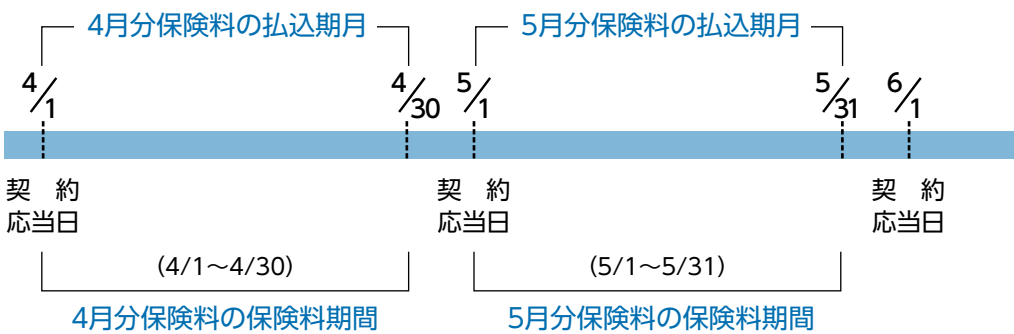 4月分保険料の払込期月 5月分保険料の払込期月
4/1 4/30 5/1 5/31 6/1
契 約 契 約 契 約
応当日 応当日 応当日
(4/1～4/30) (5/1～5/31)
4月分保険料の保険料期間 5月分保険料の保険料期間